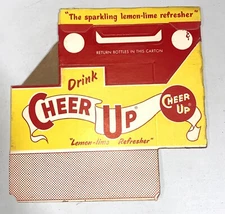 "The sparkling lemon-lime refresher"
RETURN BOTTLES IN THIS CARTON
Drink
CHEER UP
CHEER
UP
"Lemon-lime Refresher"